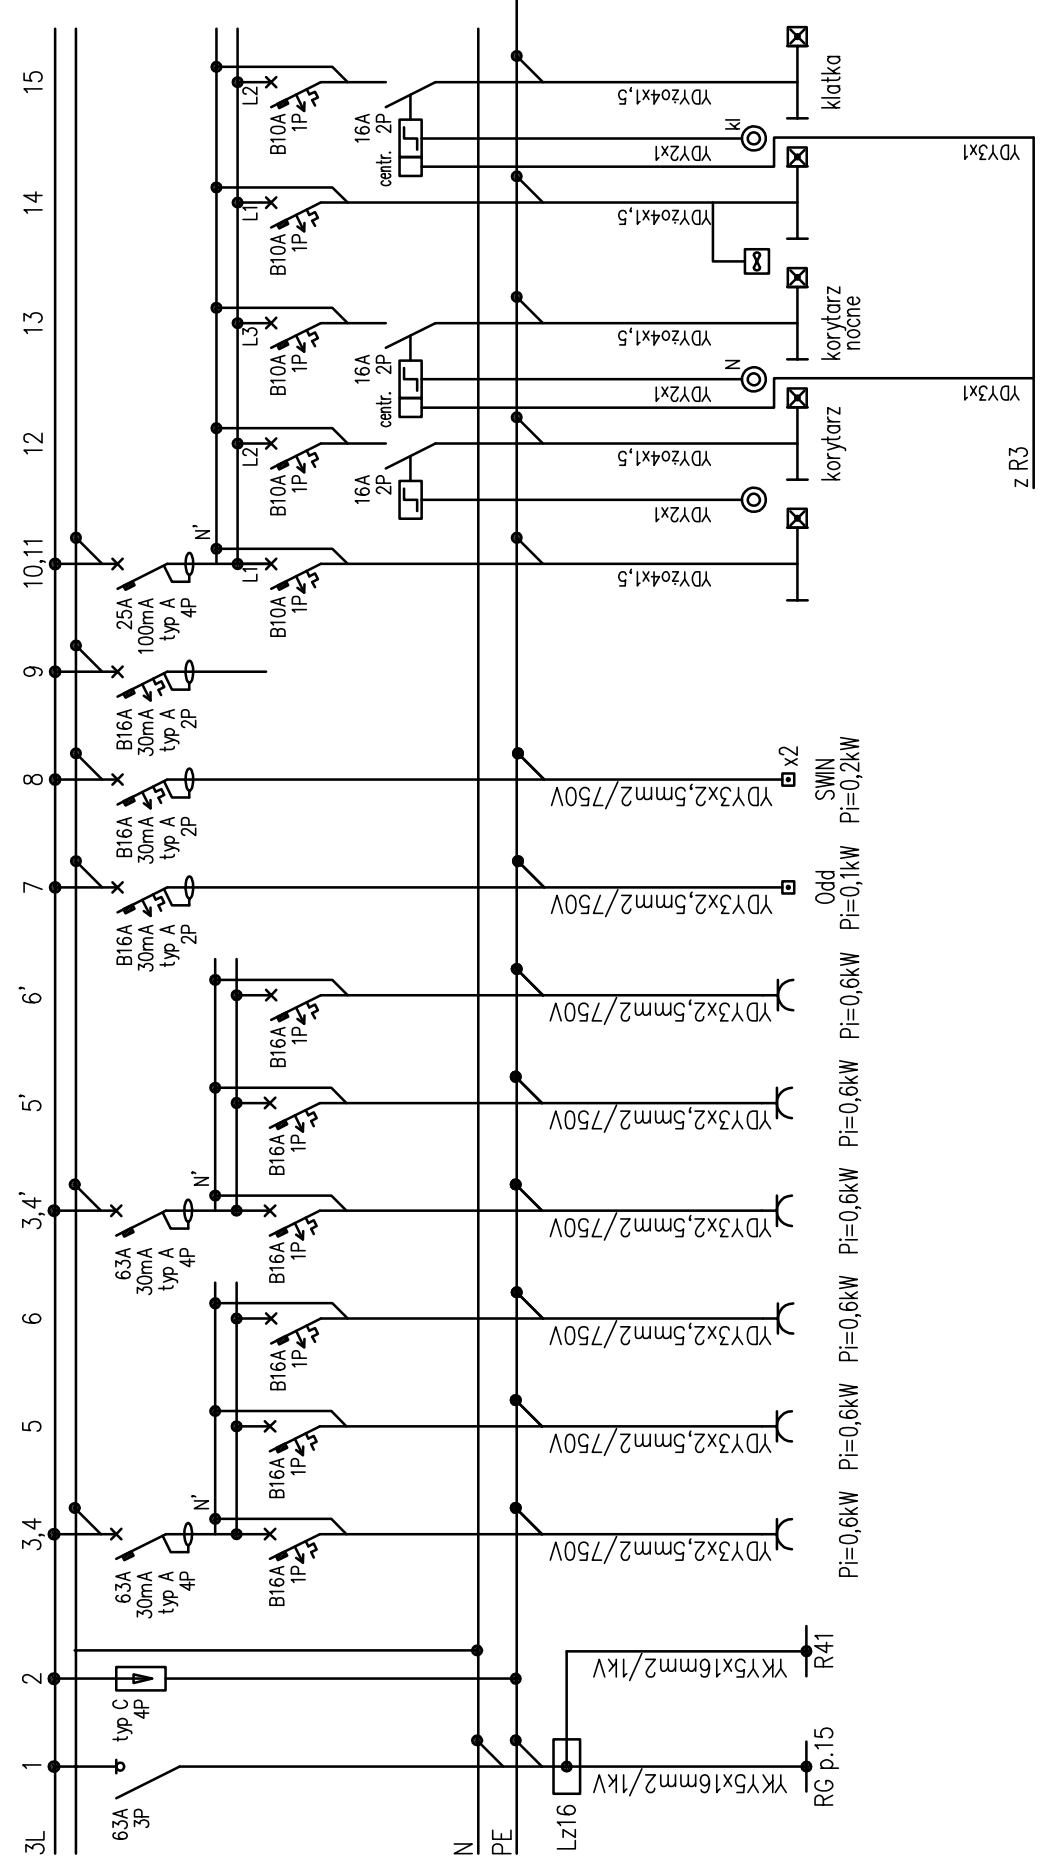 3L
N
PE
1
63A
3P
Lz16
YKY5x16mm2/1kV
RG p.15
2
typ C
4P
YKY5x16mm2/1kV
R41
3,4
63A
30mA
typ A
4P
N'
B16A
1P
YDY3x2,5mm2/750V
Pi=0,6kW
5
B16A
1P
YDY3x2,5mm2/750V
Pi=0,6kW
6
B16A
1P
YDY3x2,5mm2/750V
Pi=0,6kW
3,4'
63A
30mA
typ A
4P
N'
B16A
1P
YDY3x2,5mm2/750V
Pi=0,6kW
5'
B16A
1P
YDY3x2,5mm2/750V
Pi=0,6kW
6'
B16A
1P
YDY3x2,5mm2/750V
Pi=0,6kW
7
B16A
30mA
typ A
2P
YDY3x2,5mm2/750V
Odd
Pi=0,1kW
8
B16A
30mA
typ A
2P
YDY3x2,5mm2/750V
x2
SWIN
Pi=0,2kW
9
B16A
30mA
typ A
2P
10,11
25A
100mA
typ A
4P
N'
L1
B10A
1P
YDYżo4x1,5
12
L2
B10A
1P
16A
2P
YDYżo4x1,5
YDY2x1
korytarz
13
L3
B10A
1P
16A
2P
centr.
YDYżo4x1,5
YDY2x1
N
korytarz
nocne
YDY3x1
z R3
14
L1
B10A
1P
YDYżo4x1,5
15
L2
B10A
1P
16A
2P
centr.
YDYżo4x1,5
YDY2x1
kl
klatka
YDY3x1